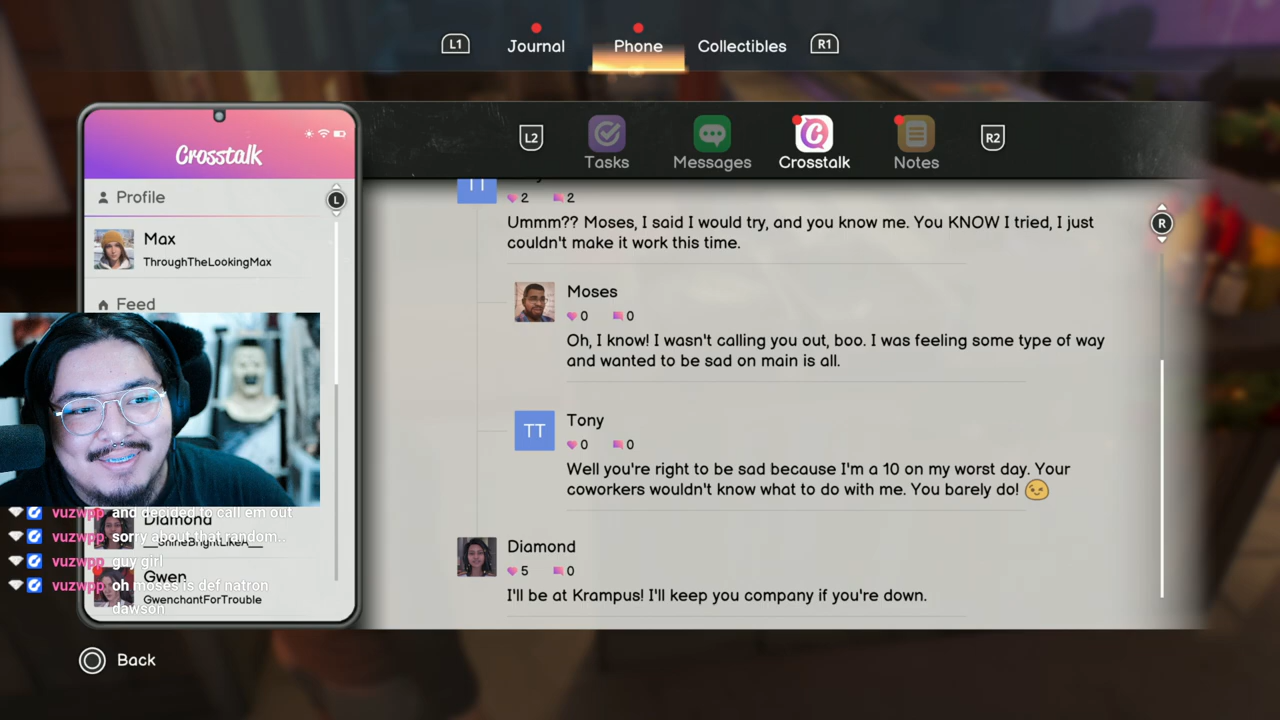 L1
Journal
Phone
Collectibles
R1
L2
Tasks
Messages
Crosstalk
Notes
R2
Crosstalk
Profile
L
Max
ThroughTheLookingMax
Feed
Diamond
__ShineBrightLikeA__
Gwen
GwenchantForTrouble
vuzwpp and decided to call em out
vuzwpp sorry about that random..
vuzwpp guy girl
vuzwpp oh moses is def natron
dawson
TT
2 2
Ummm?? Moses, I said I would try, and you know me. You KNOW I tried, I just
couldn't make it work this time.
R
Moses
0 0
Oh, I know! I wasn't calling you out, boo. I was feeling some type of way
and wanted to be sad on main is all.
TT
Tony
0 0
Well you're right to be sad because I'm a 10 on my worst day. Your
coworkers wouldn't know what to do with me. You barely do! 😉
Diamond
5 0
I'll be at Krampus! I'll keep you company if you're down.
Back